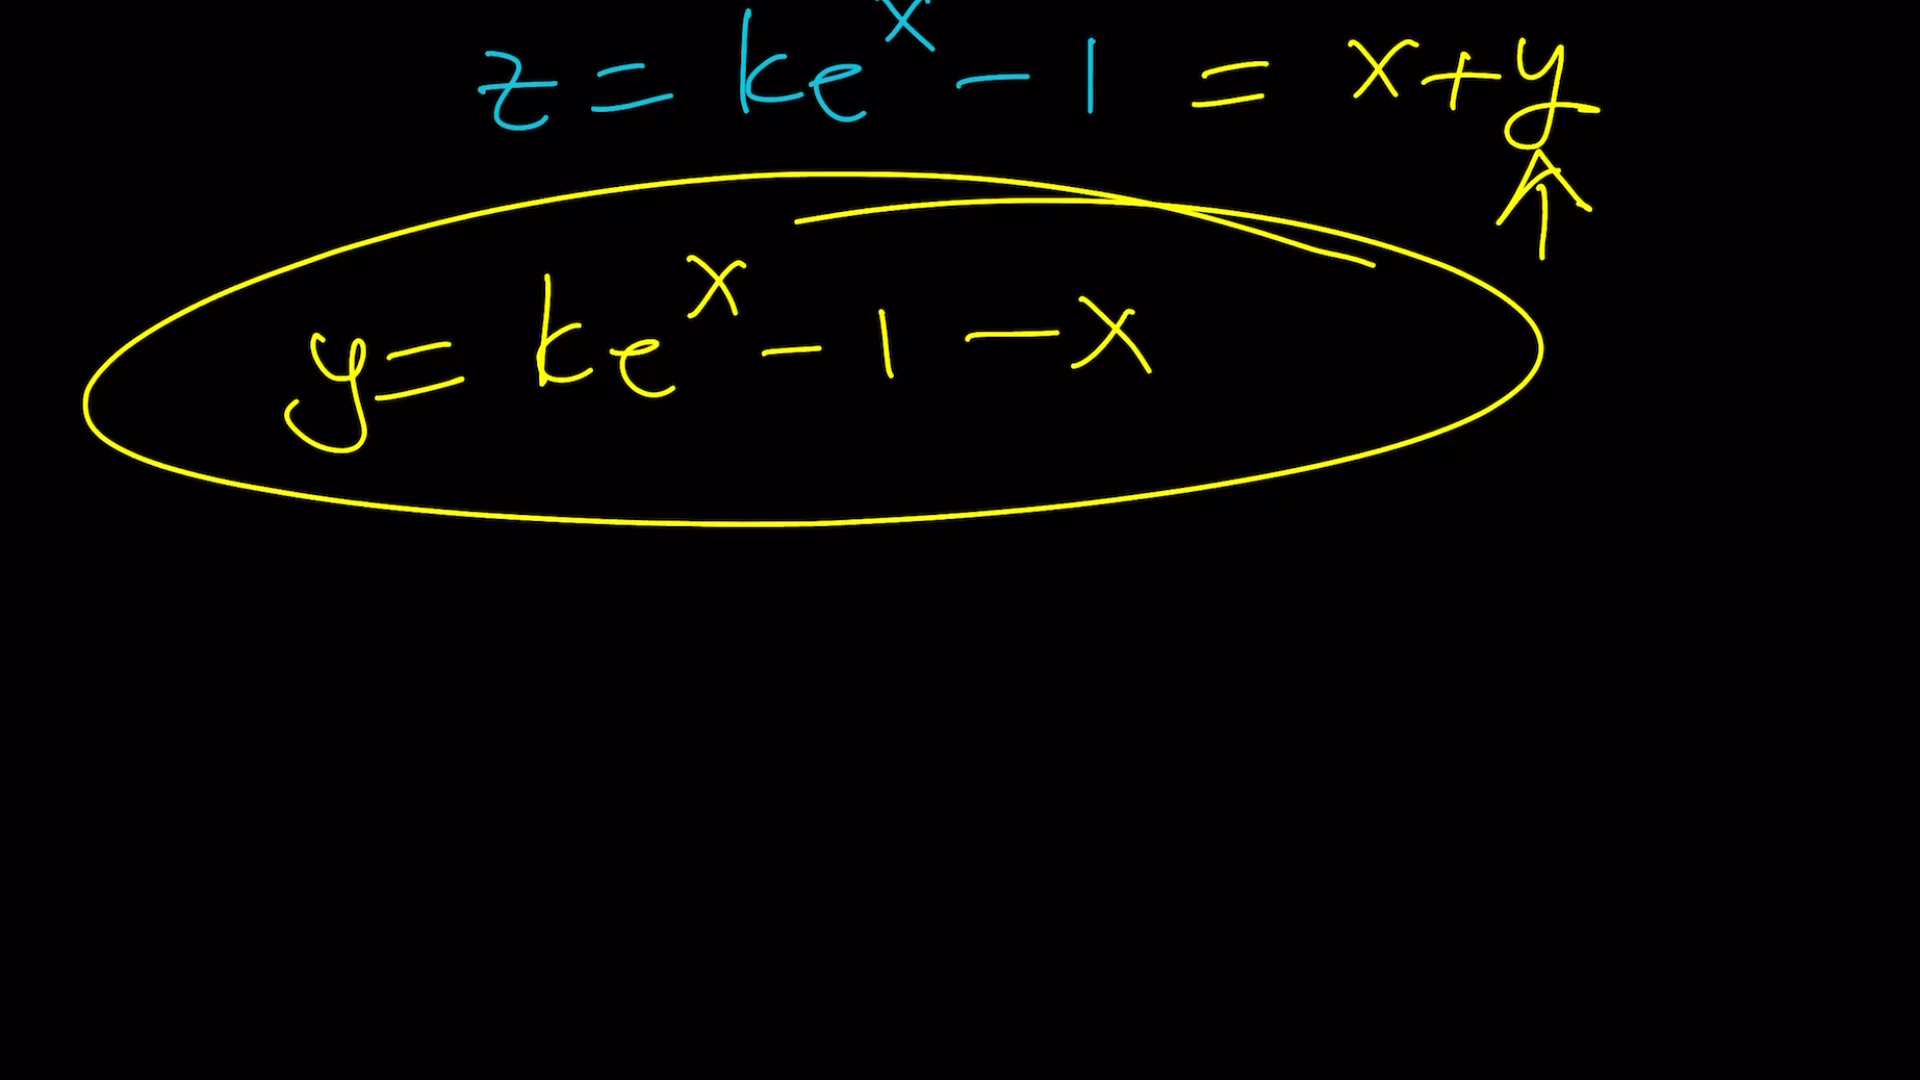 z = ke^x - 1 = x + y
y = ke^x - 1 - x